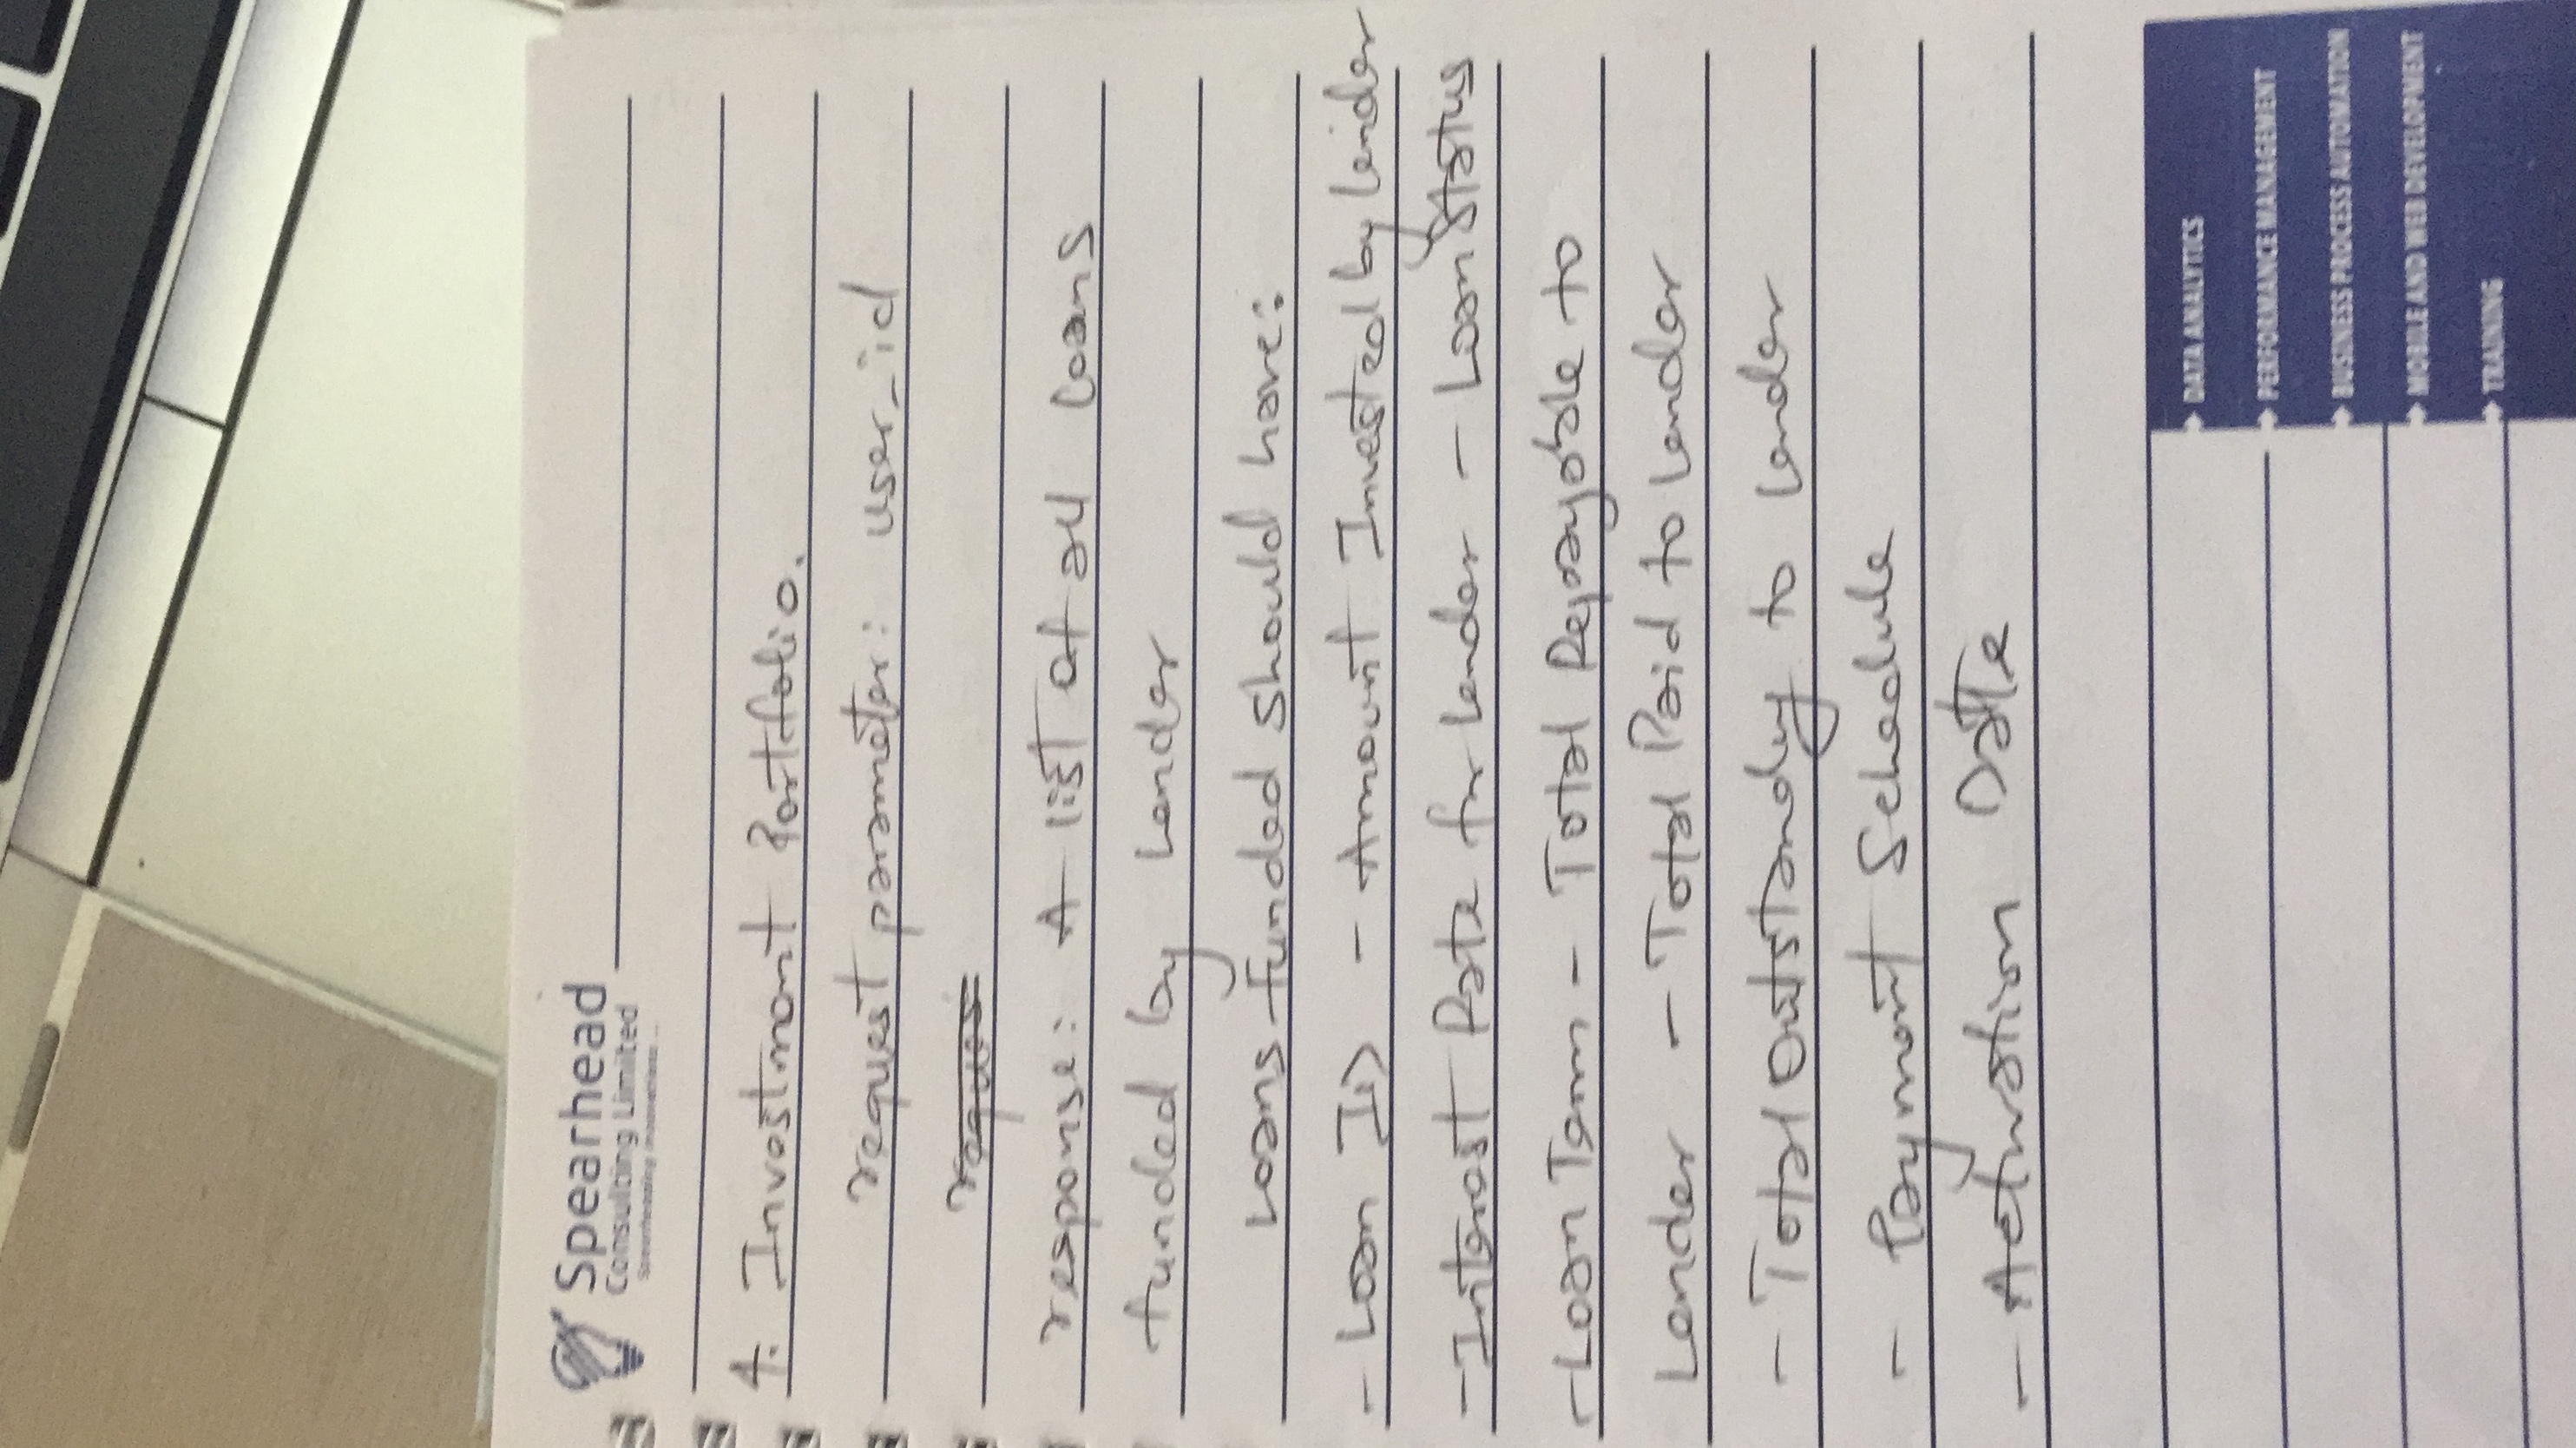 Spearhead
Consulting Limited
Spearheading Innovations ...
4. Investment Portfolio.
request parameter: user_id
reques
response: A list of all loans
funded by Lender
Loans Funded should have:
- Loan ID - Amount Invested by lender
- Interest Rate for lender - Loan Status
- Loan Term - Total Repayable to
Lender - Total Paid to lender
- Total Outstanding to lender
- Payment Schedule
- Activation Date
DATA ANALYTICS
PERFORMANCE MANAGEMENT
BUSINESS PROCESS AUTOMATION
MOBILE AND WEB DEVELOPMENT
TRAINING